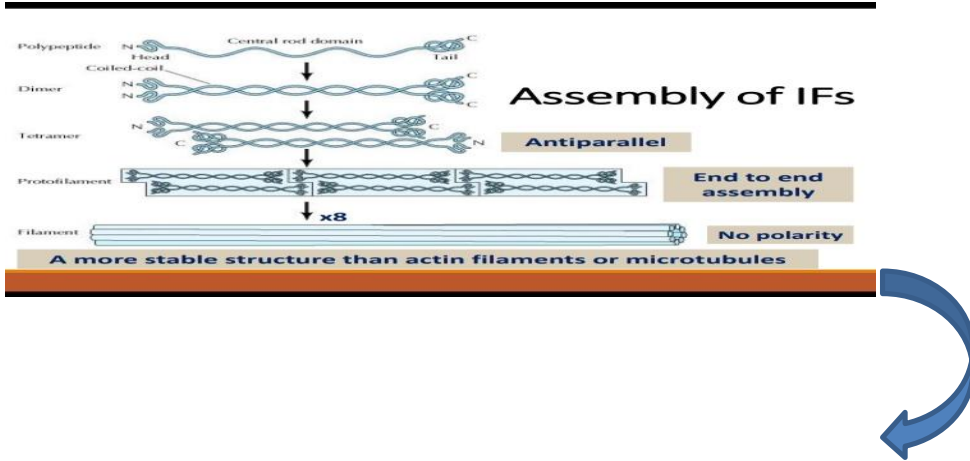 Polypeptide N Central rod domain C
Head Tail
Coiled-coil
Dimer N N C C
Assembly of IFs
Tetramer N C
C N
Antiparallel
Protofilament
End to end
assembly
x8
Filament
No polarity
A more stable structure than actin filaments or microtubules